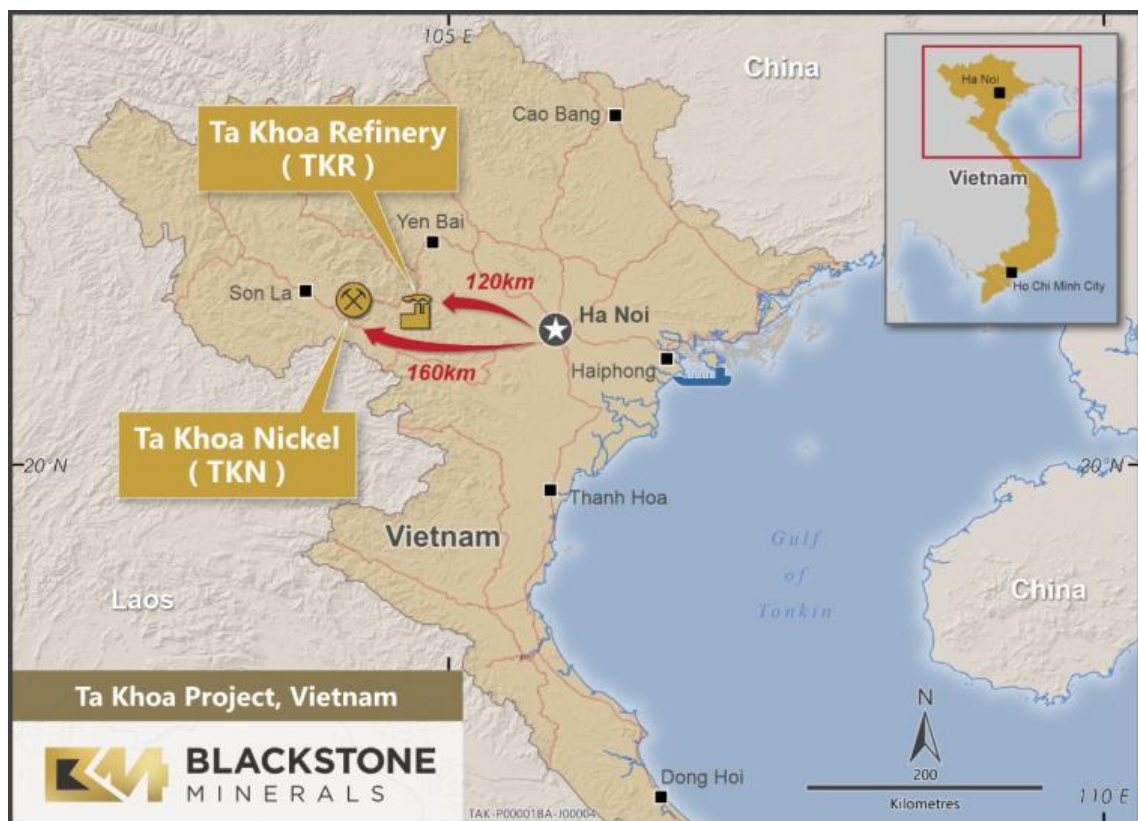 105 E
China
Ha Noi
Vietnam
Ho Chi Minh City
Cao Bang
Ta Khoa Refinery
( TKR )
Yen Bai
120km
Son La
Ha Noi
Haiphong
160km
Ta Khoa Nickel
( TKN )
20°N
20°N
Thanh Hoa
Vietnam
Gulf
of
Tonkin
Laos
China
Ta Khoa Project, Vietnam
BLACKSTONE
MINERALS
TAK-P00001BA-J00004
Dong Hoi
N
200
Kilometres
110 E